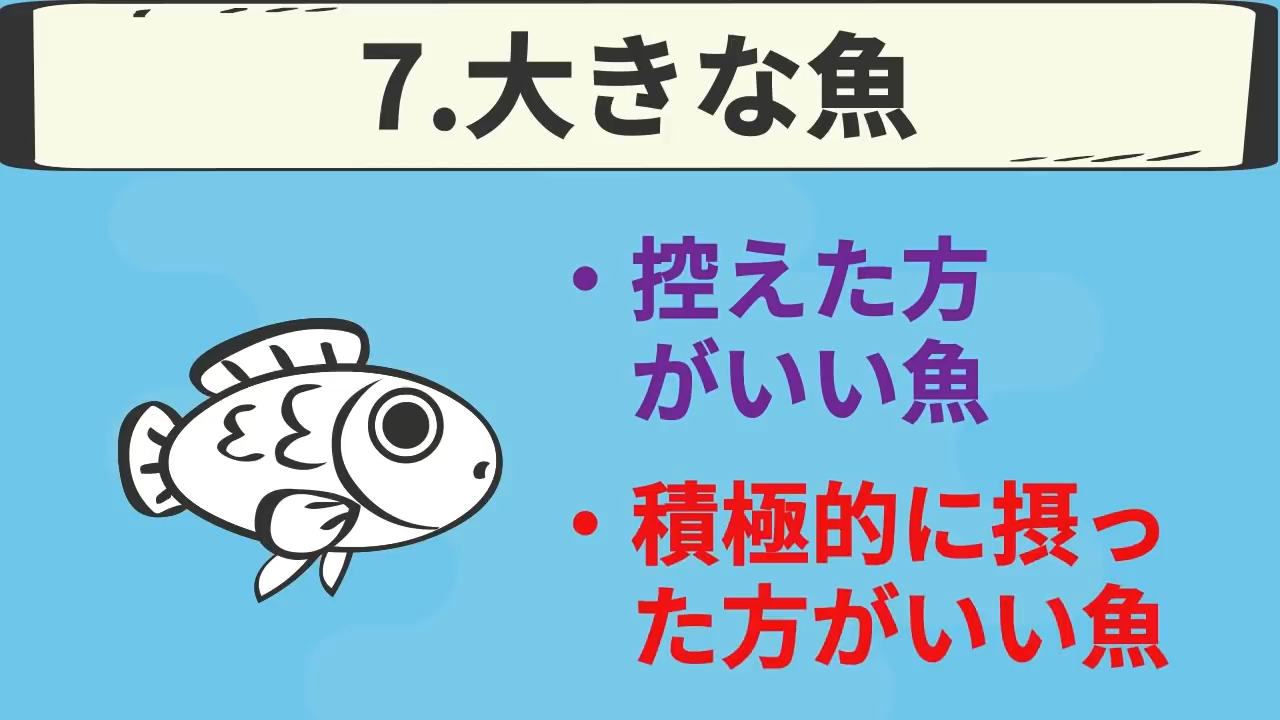 7.大きな魚
・控えた方
がいい魚
・積極的に摂っ
た方がいい魚